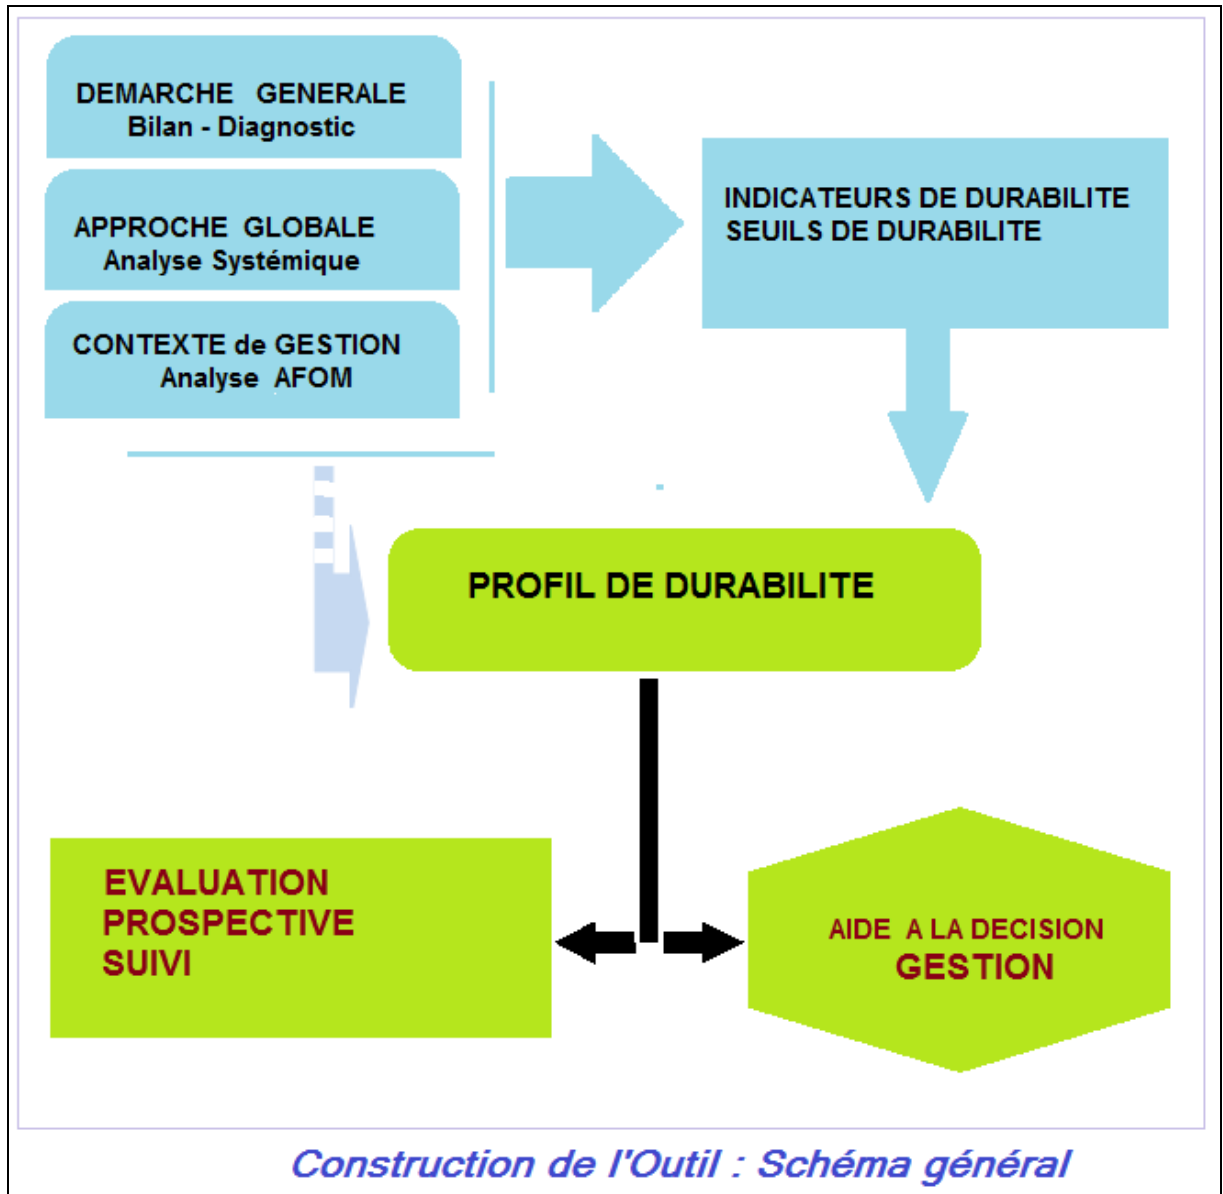 DEMARCHE GENERALE
Bilan - Diagnostic
APPROCHE GLOBALE
Analyse Systémique
CONTEXTE de GESTION
Analyse AFOM
INDICATEURS DE DURABILITE
SEUILS DE DURABILITE
PROFIL DE DURABILITE
EVALUATION
PROSPECTIVE
SUIVI
AIDE A LA DECISION
GESTION
Construction de l'Outil : Schéma général